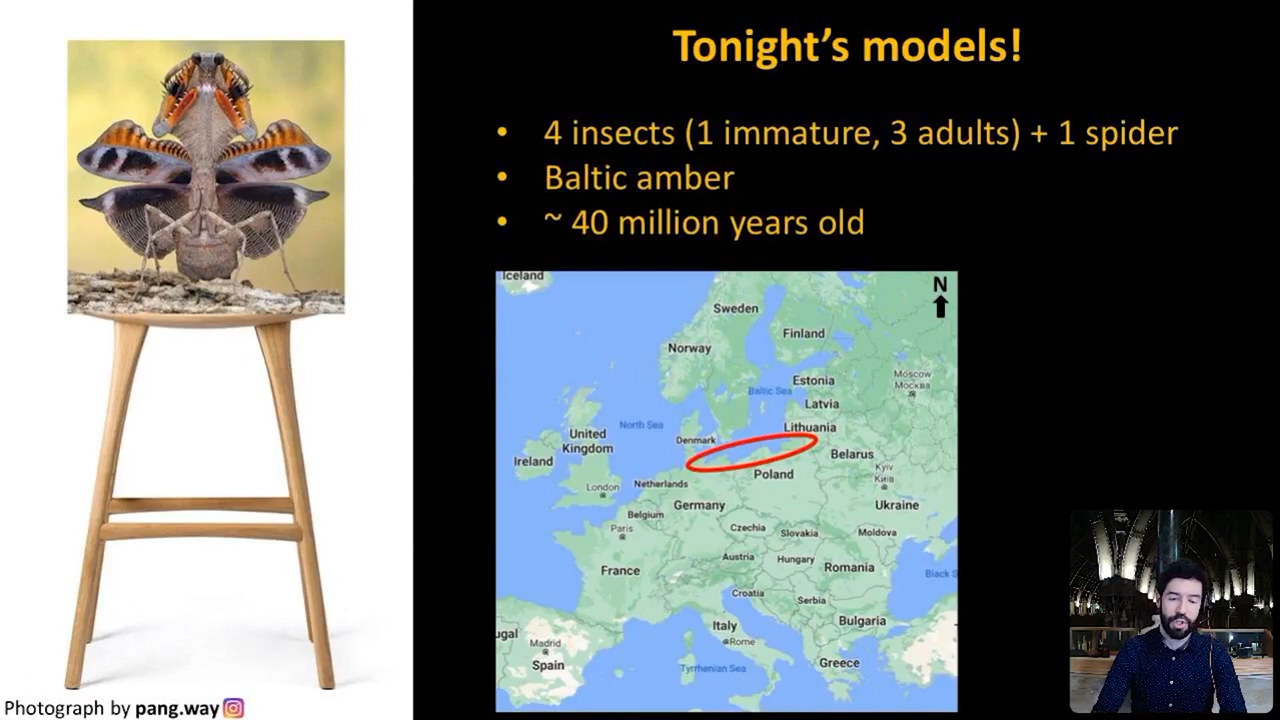 Tonight's models!
• 4 insects (1 immature, 3 adults) + 1 spider
• Baltic amber
• ~ 40 million years old
Iceland
N
Sweden
Finland
Norway
Moscow
Москва
Estonia
Baltic Sea
Latvia
North Sea
Lithuania
United
Kingdom
Denmark
Ireland
Belarus
Poland
Kyiv
Київ
London
Netherlands
Germany
Ukraine
Belgium
Paris
Czechia
Slovakia
Moldova
Austria
Hungary
France
Romania
Black S
Croatia
Serbia
Italy
Bulgaria
ugal
Madrid
Rome
Spain
Tyrrhenian Sea
Greece
Photograph by pang.way